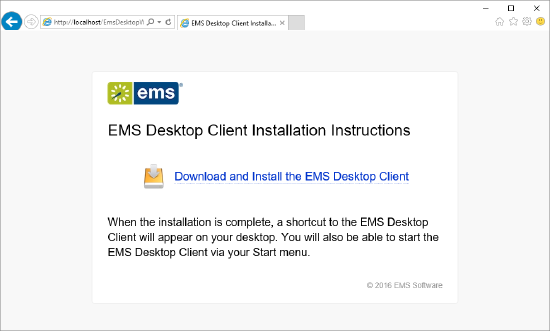 http://localhost/EmsDesktop
EMS Desktop Client Installa...
ems®
EMS Desktop Client Installation Instructions
Download and Install the EMS Desktop Client
When the installation is complete, a shortcut to the EMS Desktop
Client will appear on your desktop. You will also be able to start the
EMS Desktop Client via your Start menu.
© 2016 EMS Software